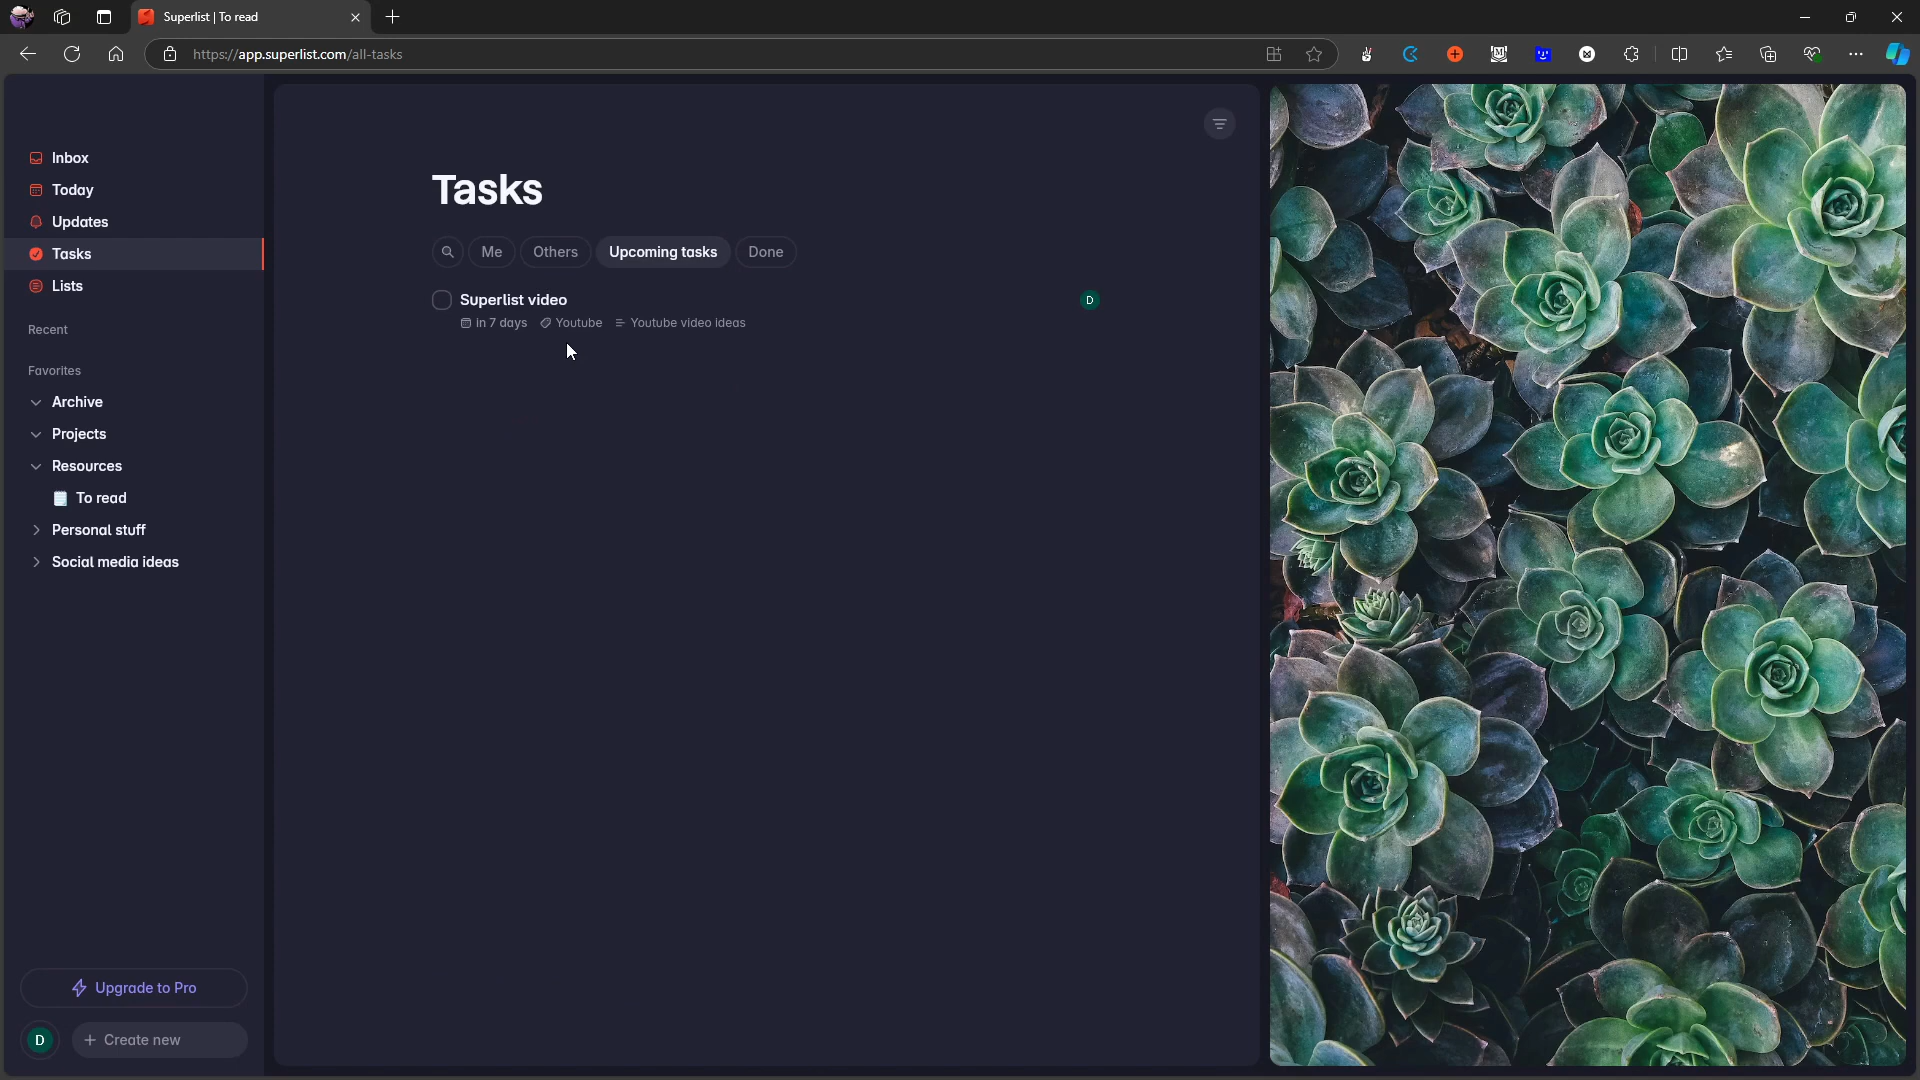 Superlist | To read
https://app.superlist.com/all-tasks
Inbox
Today
Updates
Tasks
Lists
Recent
Favorites
Archive
Projects
Resources
To read
Personal stuff
Social media ideas
Upgrade to Pro
D
Create new
Tasks
Me Others Upcoming tasks Done
Superlist video
D
in 7 days Youtube Youtube video ideas